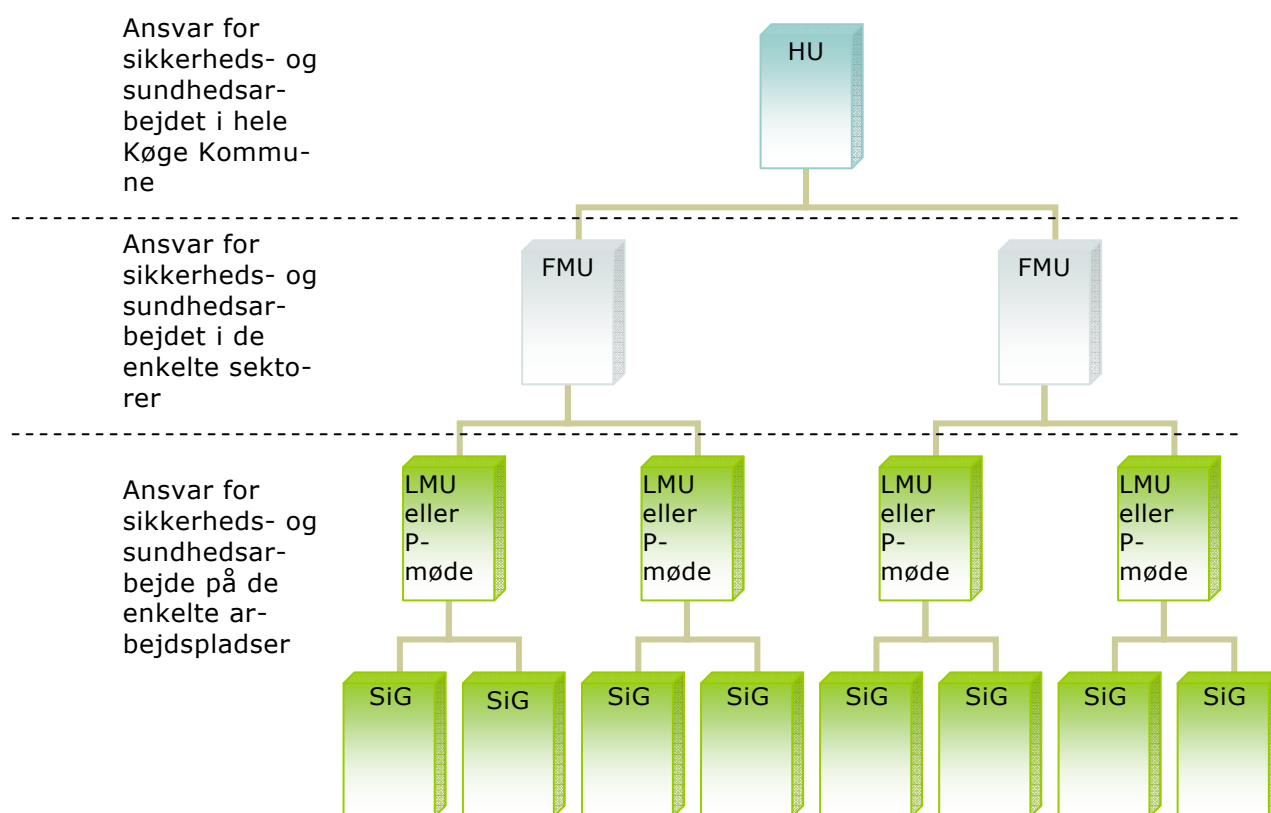 Ansvar for
sikkerheds- og
sundhedsar-
bejdet i hele
Køge Kommu-
ne
HU
Ansvar for
sikkerheds- og
sundhedsar-
bejdet i de
enkelte sekto-
rer
FMU
FMU
Ansvar for
sikkerheds- og
sundhedsar-
bejde på de
enkelte ar-
bejdspladser
LMU
eller
P-
møde
LMU
eller
P-
møde
LMU
eller
P-
møde
LMU
eller
P-
møde
SiG
SiG
SiG
SiG
SiG
SiG
SiG
SiG